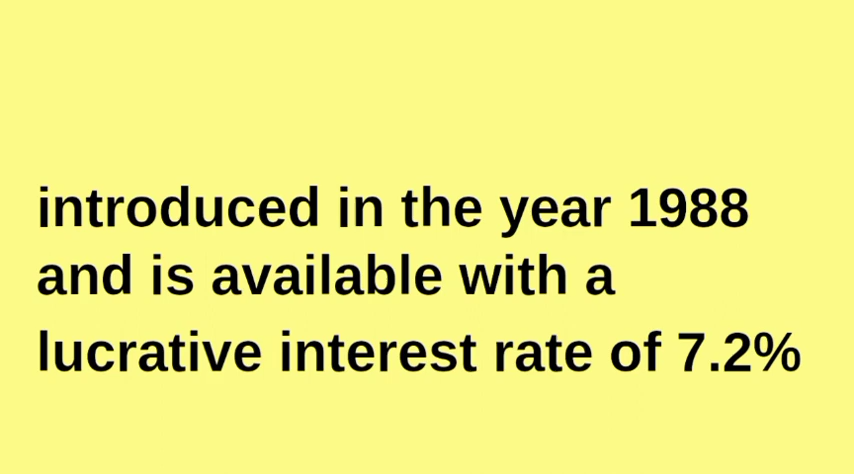 introduced in the year 1988
and is available with a
lucrative interest rate of 7.2%